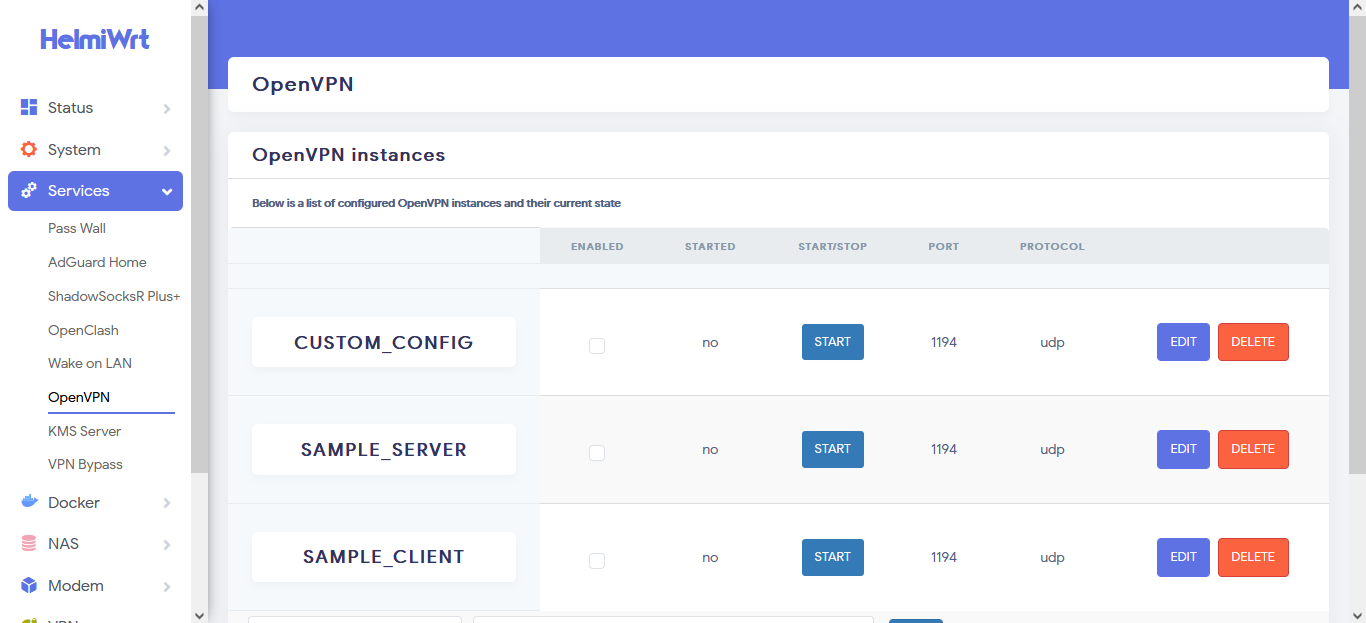 HelmiWrt
Status
System
Services
Pass Wall
AdGuard Home
ShadowSocksR Plus+
OpenClash
Wake on LAN
OpenVPN
KMS Server
VPN Bypass
Docker
NAS
Modem
VPN
OpenVPN
OpenVPN instances
Below is a list of configured OpenVPN instances and their current state
ENABLED STARTED START/STOP PORT PROTOCOL
CUSTOM_CONFIG no START 1194 udp EDIT DELETE
SAMPLE_SERVER no START 1194 udp EDIT DELETE
SAMPLE_CLIENT no START 1194 udp EDIT DELETE